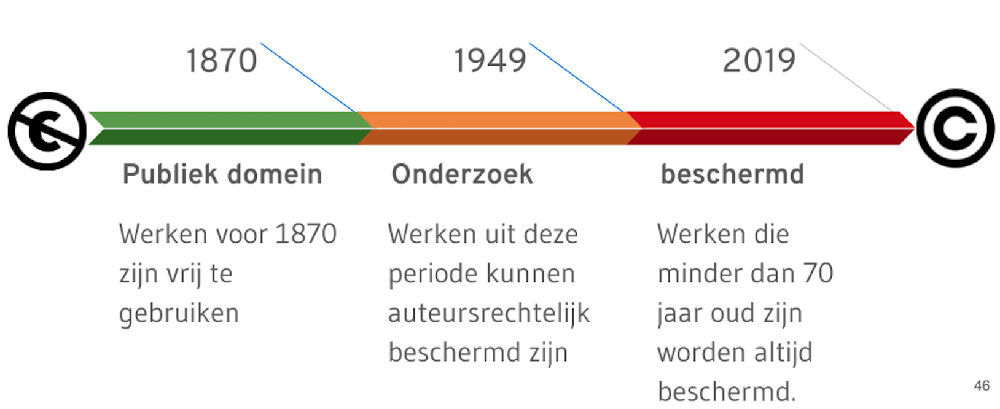 1870
1949
2019
Publiek domein
Werken voor 1870
zijn vrij te
gebruiken
Onderzoek
Werken uit deze
periode kunnen
auteursrechtelijk
beschermd zijn
beschermd
Werken die
minder dan 70
jaar oud zijn
worden altijd
beschermd.
46